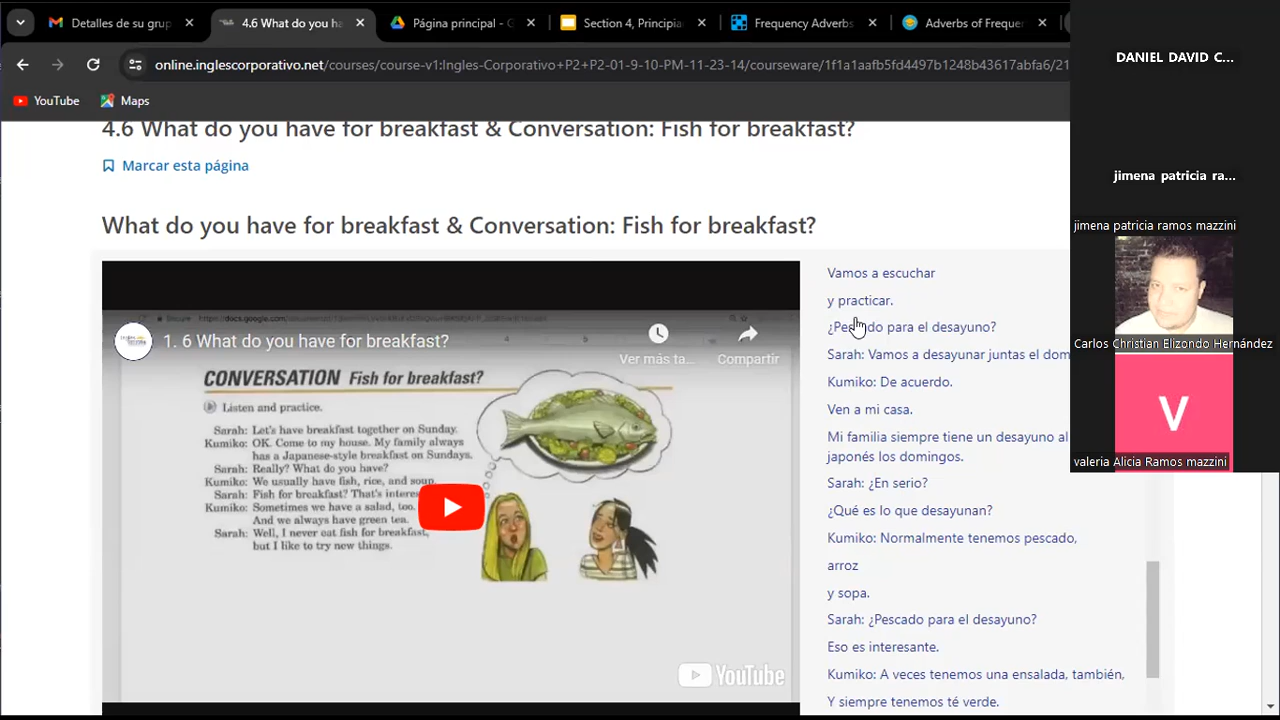 Detalles de su grup
4.6 What do you ha
Página principal - G
Section 4, Principia
Frequency Adverbs
Adverbs of Frequer
online.inglescorporativo.net/courses/course-v1:Ingles-Corporativo+P2+P2-01-9-10-PM-11-23-14/courseware/1f1a1aafb5fd4497b1248b43617abfa6/21
YouTube
Maps
4.6 What do you have for breakfast & Conversation: Fish for breakfast?
Marcar esta página
What do you have for breakfast & Conversation: Fish for breakfast?
1. 6 What do you have for breakfast?
Ver más ta...
Compartir
CONVERSATION Fish for breakfast?
Listen and practice.
Sarah: Let's have breakfast together on Sunday.
Kumiko: OK. Come to my house. My family always
has a Japanese-style breakfast on Sundays.
Sarah: Really? What do you have?
Kumiko: We usually have fish, rice, and soup.
Sarah: Fish for breakfast? That's interes
Kumiko: Sometimes we have a salad, too.
And we always have green tea.
Sarah: Well, I never eat fish for breakfast,
but I like to try new things.
YouTube
Vamos a escuchar
y practicar.
¿Pescado para el desayuno?
Sarah: Vamos a desayunar juntas el dom
Kumiko: De acuerdo.
Ven a mi casa.
Mi familia siempre tiene un desayuno al
japonés los domingos.
Sarah: ¿En serio?
¿Qué es lo que desayunan?
Kumiko: Normalmente tenemos pescado,
arroz
y sopa.
Sarah: ¿Pescado para el desayuno?
Eso es interesante.
Kumiko: A veces tenemos una ensalada, también,
Y siempre tenemos té verde.
DANIEL DAVID C...
jimena patricia ra...
jimena patricia ramos mazzini
Carlos Christian Elizondo Hernández
V
valeria Alicia Ramos mazzini